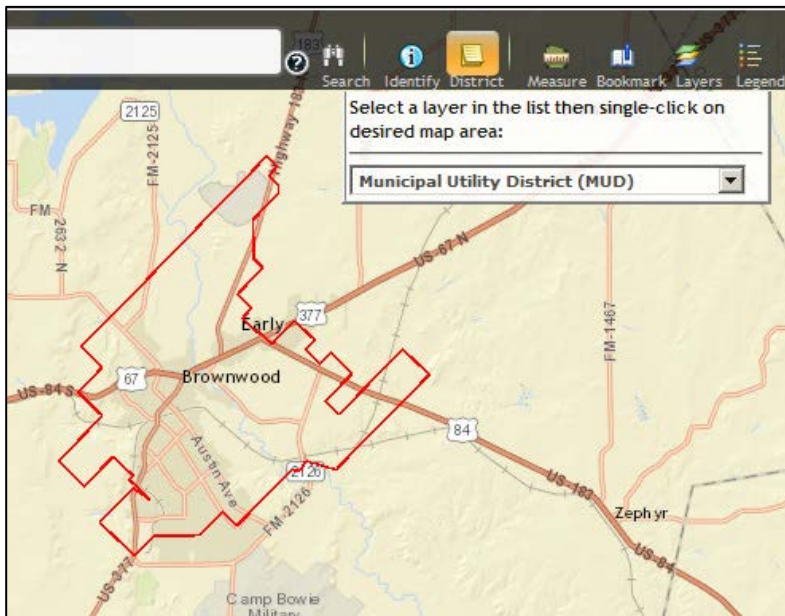 183
?
Search
Identify
District
Measure
Bookmark
Layers
Legend
Select a layer in the list then single-click on
desired map area:
Municipal Utility District (MUD)
2125
FM-2125
Highway 183
FM
2632 N
US-67 N
377
Early
FM-1467
67
Brownwood
US-84 S
84
Austin Ave
2126
FM-2126
US-183
Zephyr
US-84
US-377
Camp Bowie
Military